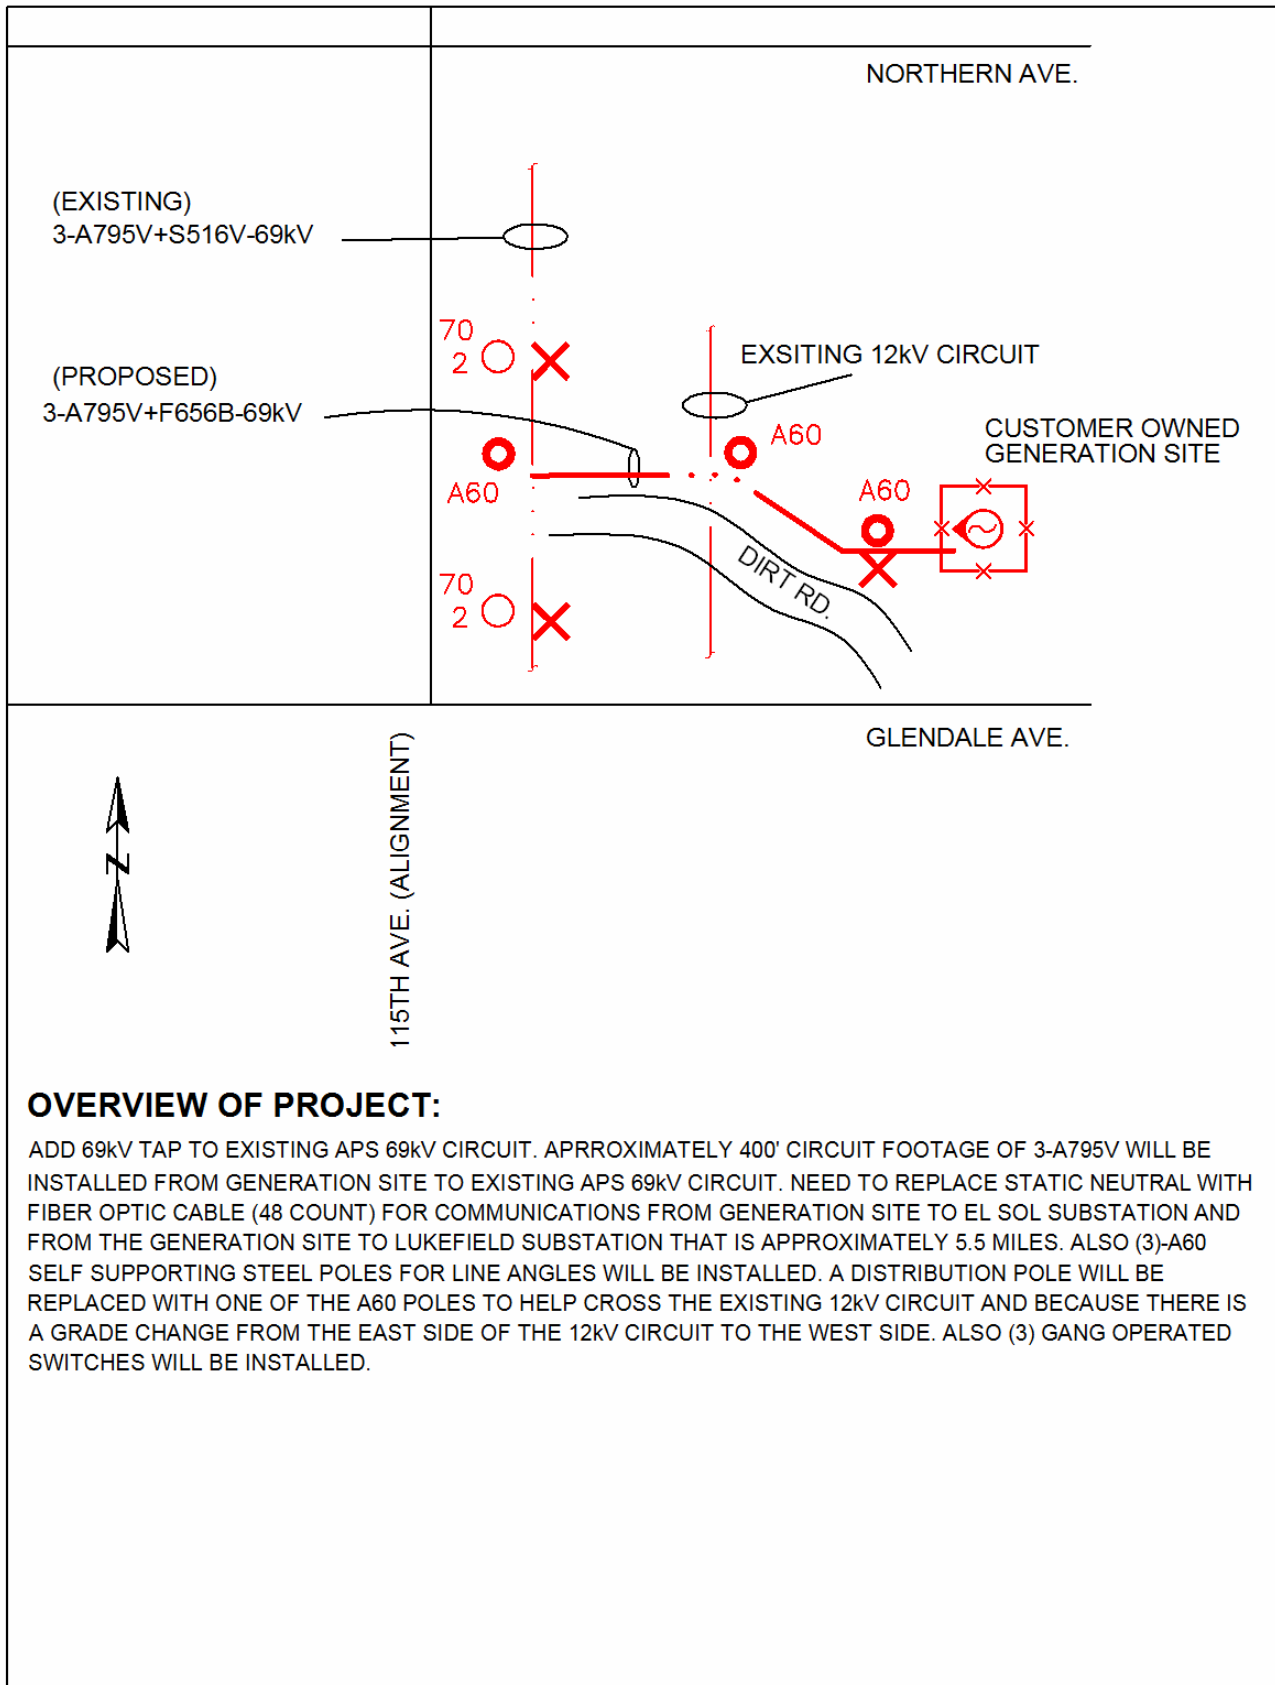 NORTHERN AVE.
(EXISTING)
3-A795V+S516V-69kV
70
2
EXSITING 12kV CIRCUIT
(PROPOSED)
3-A795V+F656B-69kV
A60
CUSTOMER OWNED
GENERATION SITE
A60
A60
DIRT RD.
70
2
GLENDALE AVE.
115TH AVE. (ALIGNMENT)
N
OVERVIEW OF PROJECT:
ADD 69kV TAP TO EXISTING APS 69kV CIRCUIT. APRROXIMATELY 400' CIRCUIT FOOTAGE OF 3-A795V WILL BE
INSTALLED FROM GENERATION SITE TO EXISTING APS 69kV CIRCUIT. NEED TO REPLACE STATIC NEUTRAL WITH
FIBER OPTIC CABLE (48 COUNT) FOR COMMUNICATIONS FROM GENERATION SITE TO EL SOL SUBSTATION AND
FROM THE GENERATION SITE TO LUKEFIELD SUBSTATION THAT IS APPROXIMATELY 5.5 MILES. ALSO (3)-A60
SELF SUPPORTING STEEL POLES FOR LINE ANGLES WILL BE INSTALLED. A DISTRIBUTION POLE WILL BE
REPLACED WITH ONE OF THE A60 POLES TO HELP CROSS THE EXISTING 12kV CIRCUIT AND BECAUSE THERE IS
A GRADE CHANGE FROM THE EAST SIDE OF THE 12kV CIRCUIT TO THE WEST SIDE. ALSO (3) GANG OPERATED
SWITCHES WILL BE INSTALLED.